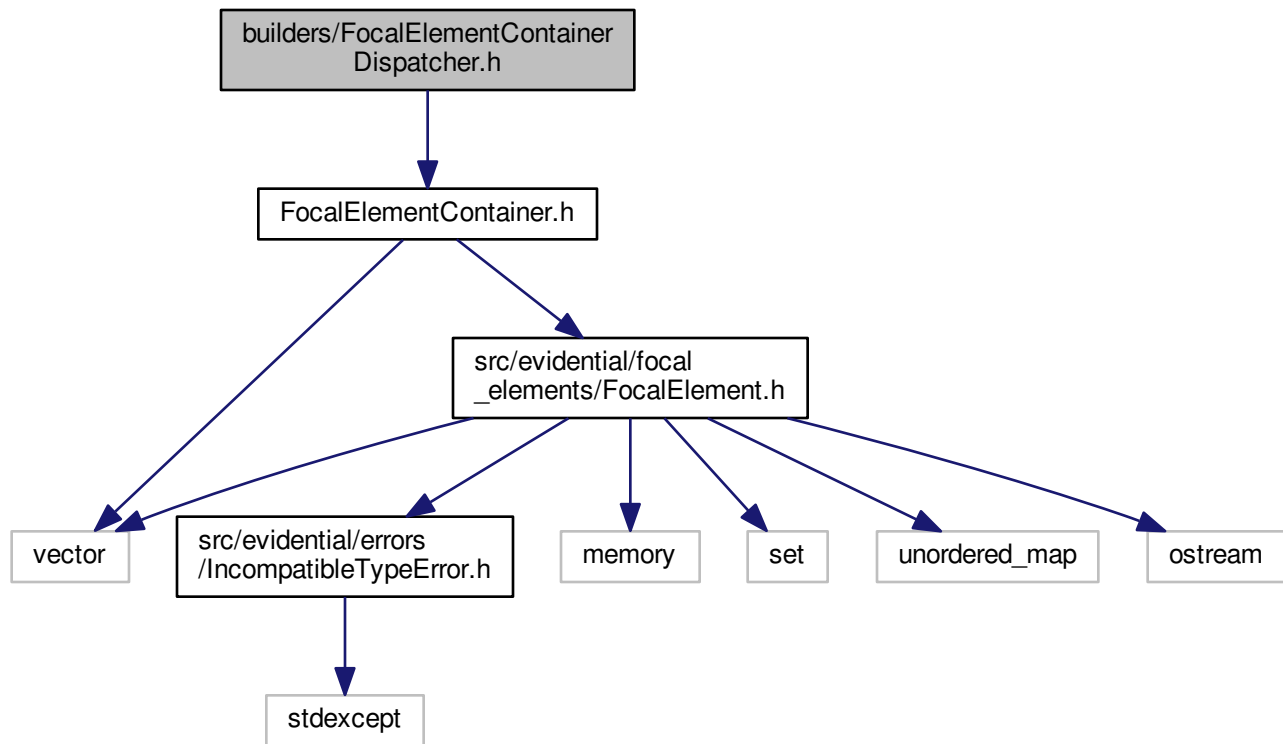 builders/FocalElementContainer
Dispatcher.h
FocalElementContainer.h
src/evidential/focal
_elements/FocalElement.h
vector
src/evidential/errors
/IncompatibleTypeError.h
memory
set
unordered_map
ostream
stdexcept